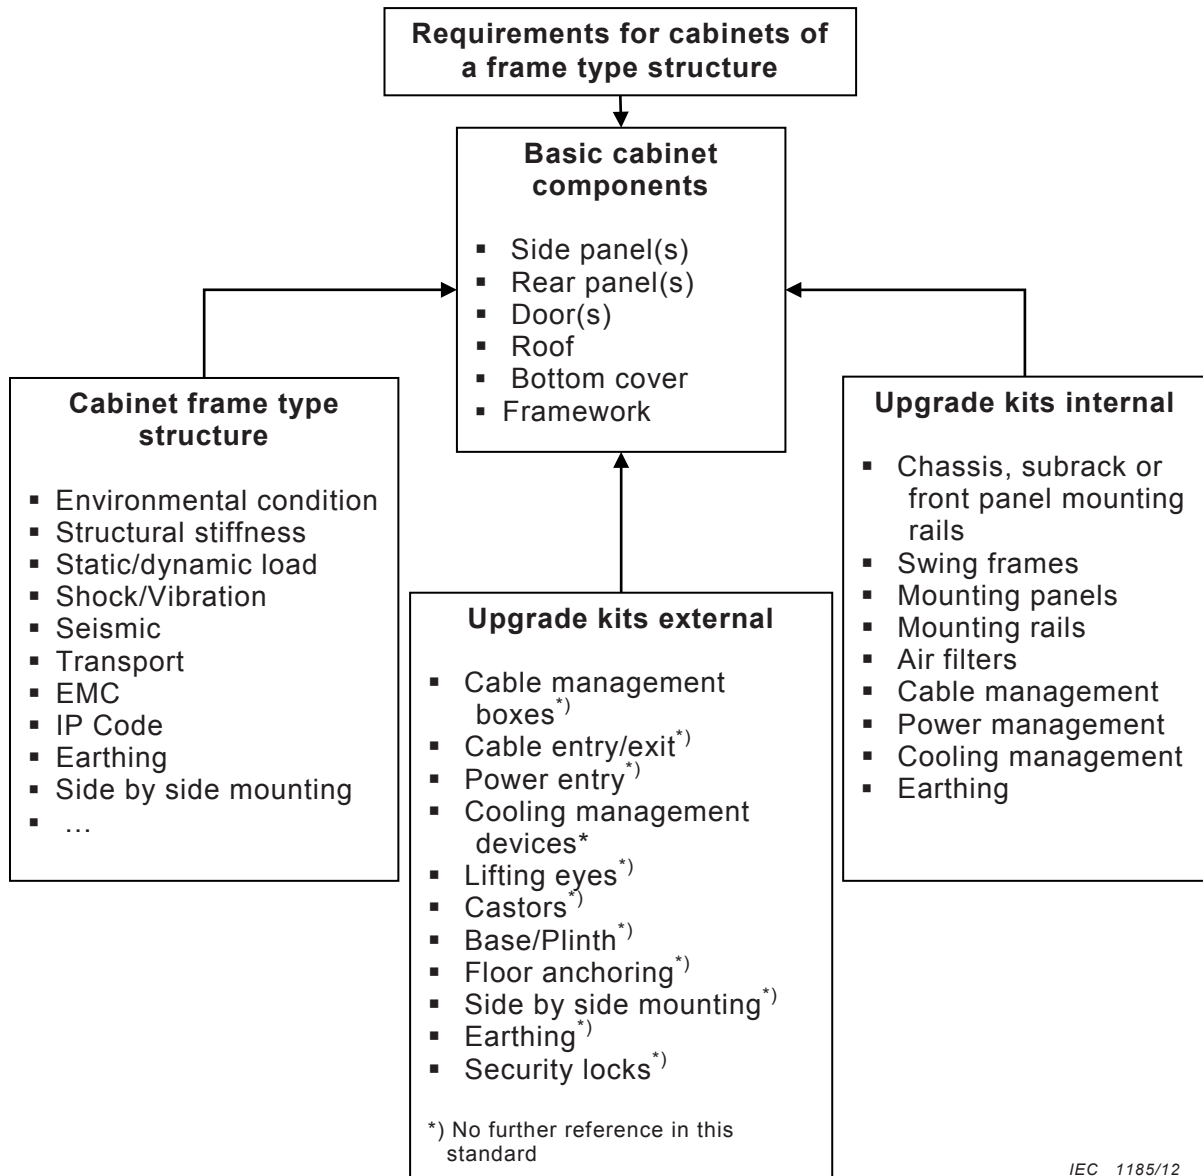 Requirements for cabinets of
a frame type structure
Basic cabinet
components
▪ Side panel(s)
▪ Rear panel(s)
▪ Door(s)
▪ Roof
▪ Bottom cover
▪ Framework
Cabinet frame type
structure
▪ Environmental condition
▪ Structural stiffness
▪ Static/dynamic load
▪ Shock/Vibration
▪ Seismic
▪ Transport
▪ EMC
▪ IP Code
▪ Earthing
▪ Side by side mounting
▪ ...
Upgrade kits external
▪ Cable management
boxes*)
▪ Cable entry/exit*)
▪ Power entry*)
▪ Cooling management
devices*
▪ Lifting eyes*)
▪ Castors*)
▪ Base/Plinth*)
▪ Floor anchoring*)
▪ Side by side mounting*)
▪ Earthing*)
▪ Security locks*)
*) No further reference in this
standard
Upgrade kits internal
▪ Chassis, subrack or
front panel mounting
rails
▪ Swing frames
▪ Mounting panels
▪ Mounting rails
▪ Air filters
▪ Cable management
▪ Power management
▪ Cooling management
▪ Earthing
IEC 1185/12